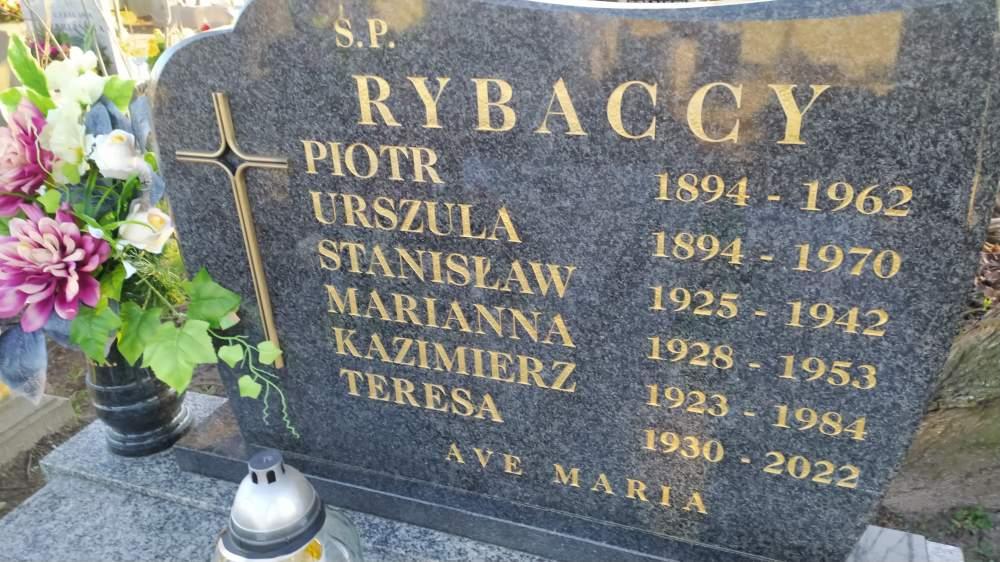 Ś.P.
RYBACCY
PIOTR 1894 - 1962
URSZULA 1894 - 1970
STANISŁAW 1925 - 1942
MARIANNA 1928 - 1953
KAZIMIERZ 1923 - 1984
TERESA 1930 - 2022
AVE MARIA